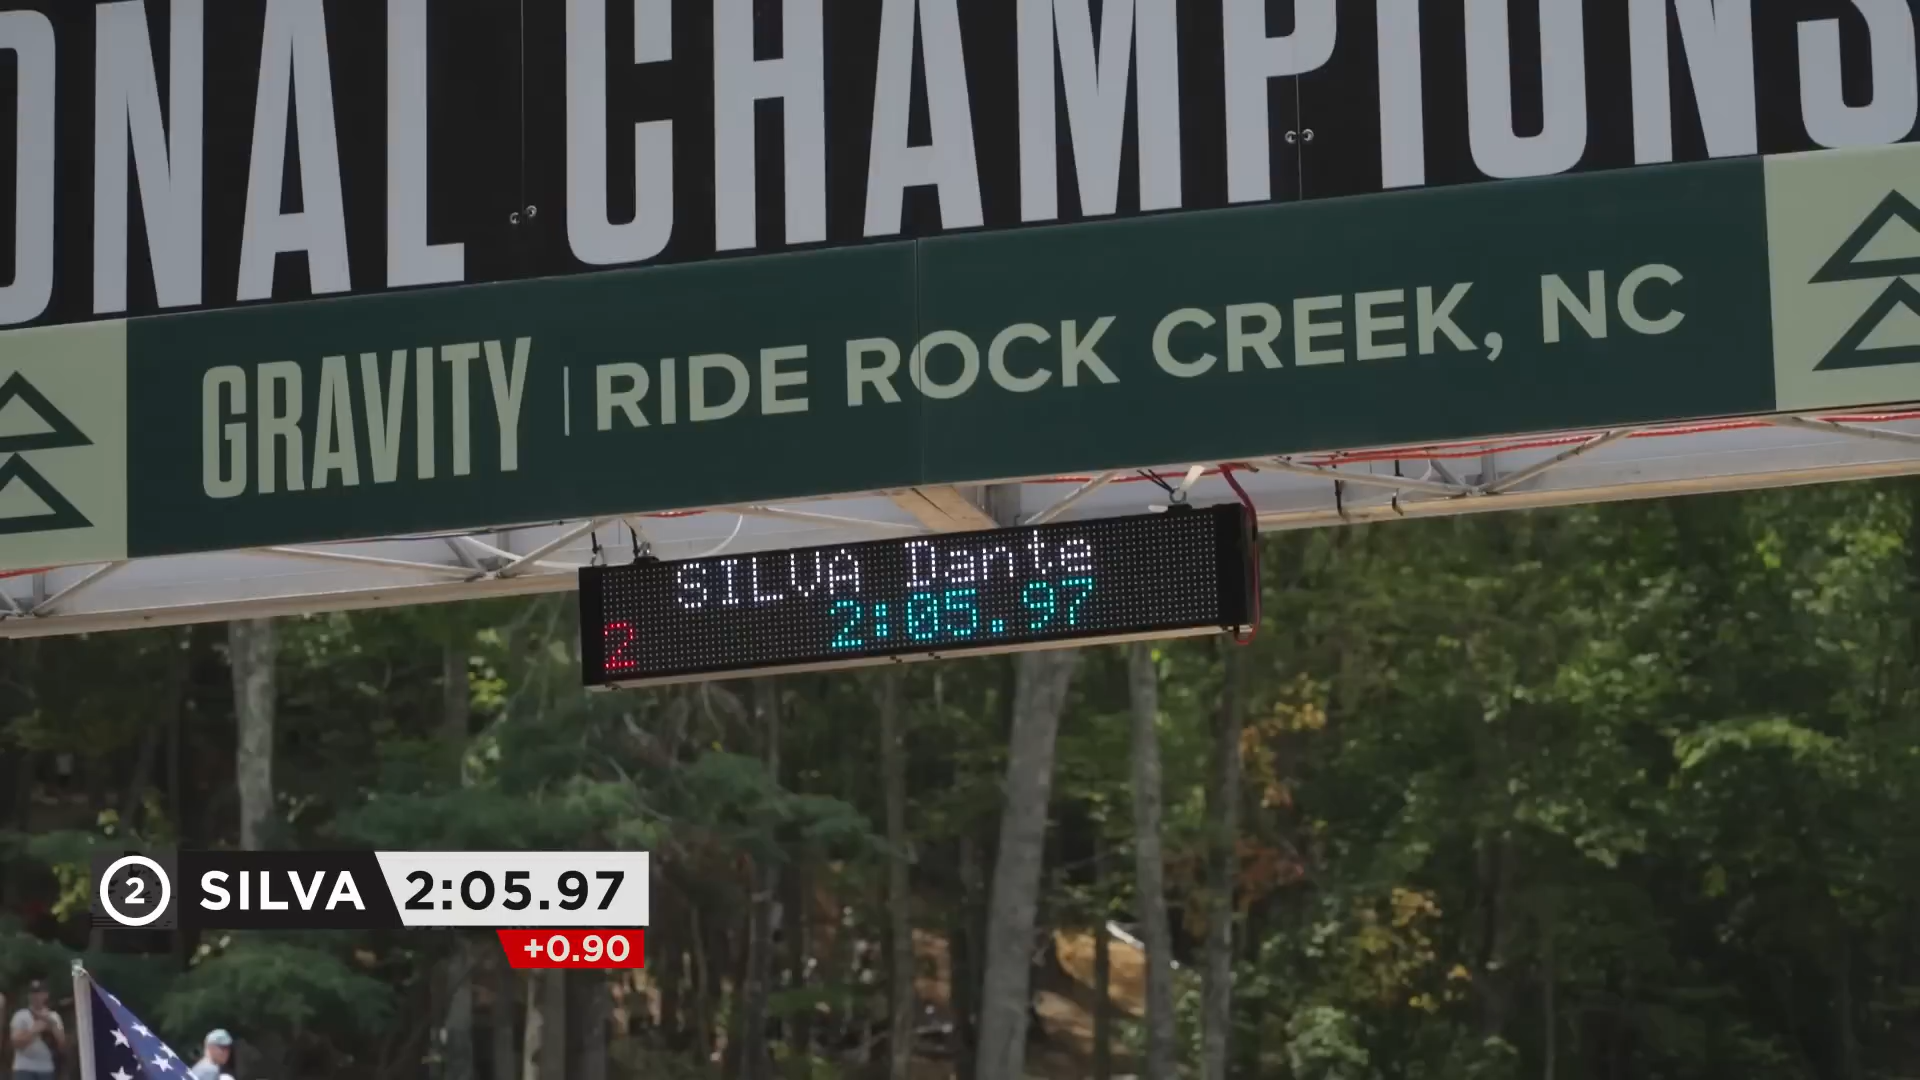 ONAL CHAMPIONS
GRAVITY | RIDE ROCK CREEK, NC
SILVA Dante
2 2:05.97
2 SILVA 2:05.97
+0.90